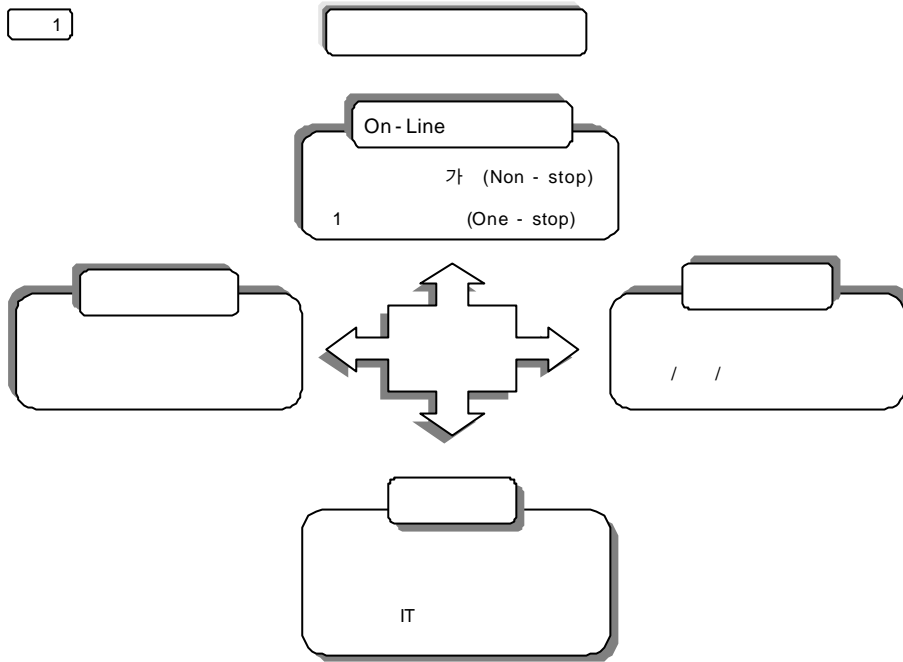 1
On - Line
가 (Non - stop)
1 (One - stop)
/ /
IT